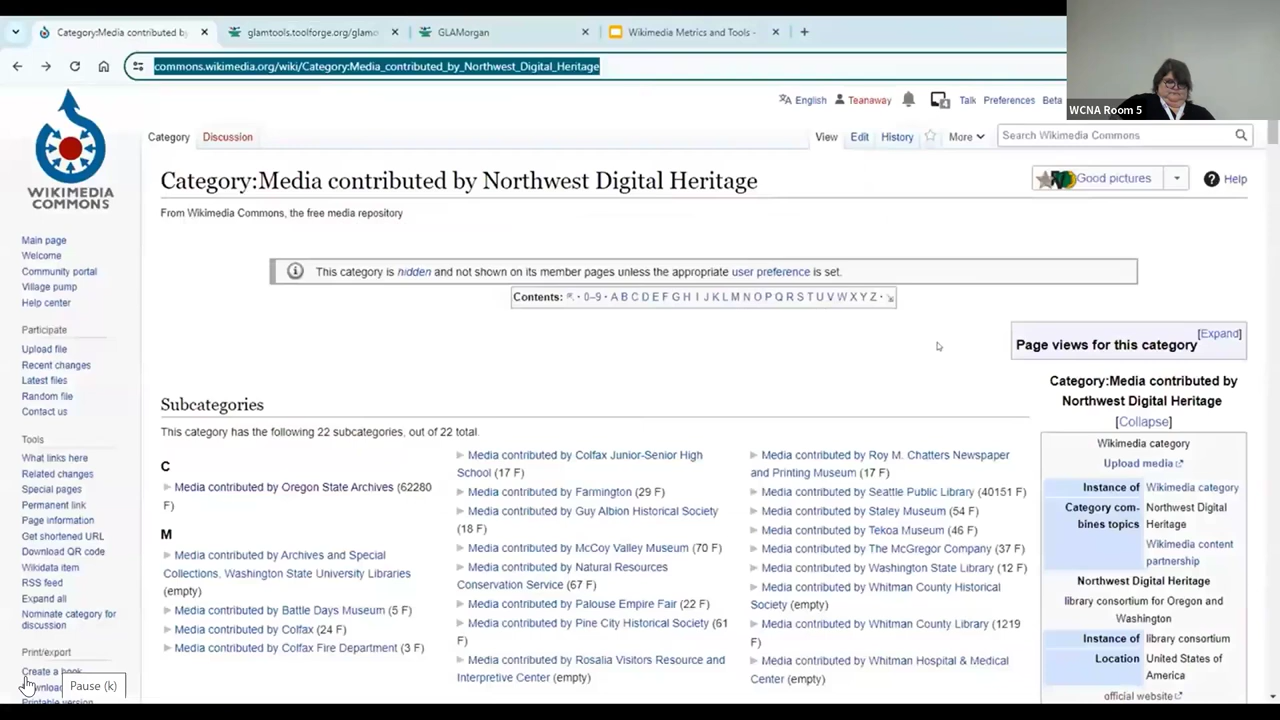 Category:Media contributed by
glamtools.toolforge.org/glamo
GLAMorgan
Wikimedia Metrics and Tools -
commons.wikimedia.org/wiki/Category:Media_contributed_by_Northwest_Digital_Heritage
WCNA Room 5
English
Teanaway
4
Talk
Preferences
Beta
Category
Discussion
View
Edit
History
More
Search Wikimedia Commons
WIKIMEDIA
COMMONS
Category:Media contributed by Northwest Digital Heritage
Good pictures
Help
From Wikimedia Commons, the free media repository
This category is hidden and not shown on its member pages unless the appropriate user preference is set.
Contents: · 0–9 · A B C D E F G H I J K L M N O P Q R S T U V W X Y Z ·
Main page
Welcome
Community portal
Village pump
Help center
Participate
Upload file
Recent changes
Latest files
Random file
Contact us
Tools
What links here
Related changes
Special pages
Permanent link
Page information
Get shortened URL
Download QR code
Wikidata item
RSS feed
Expand all
Nominate category for
discussion
Print/export
Create a book
Pause (k)
Printable version
[Expand]
Page views for this category
Subcategories
This category has the following 22 subcategories, out of 22 total.
C
Media contributed by Oregon State Archives (62280
F)
M
Media contributed by Archives and Special
Collections, Washington State University Libraries
(empty)
Media contributed by Battle Days Museum (5 F)
Media contributed by Colfax (24 F)
Media contributed by Colfax Fire Department (3 F)
Media contributed by Colfax Junior-Senior High
School (17 F)
Media contributed by Farmington (29 F)
Media contributed by Guy Albion Historical Society
(18 F)
Media contributed by McCoy Valley Museum (70 F)
Media contributed by Natural Resources
Conservation Service (67 F)
Media contributed by Palouse Empire Fair (22 F)
Media contributed by Pine City Historical Society (61
F)
Media contributed by Rosalia Visitors Resource and
Interpretive Center (empty)
Media contributed by Roy M. Chatters Newspaper
and Printing Museum (17 F)
Media contributed by Seattle Public Library (40151 F)
Media contributed by Staley Museum (54 F)
Media contributed by Tekoa Museum (46 F)
Media contributed by The McGregor Company (37 F)
Media contributed by Washington State Library (12 F)
Media contributed by Whitman County Historical
Society (empty)
Media contributed by Whitman County Library (1219
F)
Media contributed by Whitman Hospital & Medical
Center (empty)
Category:Media contributed by
Northwest Digital Heritage
[Collapse]
Wikimedia category
Upload media
Instance of Wikimedia category
Category com- Northwest Digital
bines topics Heritage
Wikimedia content
partnership
Northwest Digital Heritage
library consortium for Oregon and
Washington
Instance of library consortium
Location United States of
America
official website